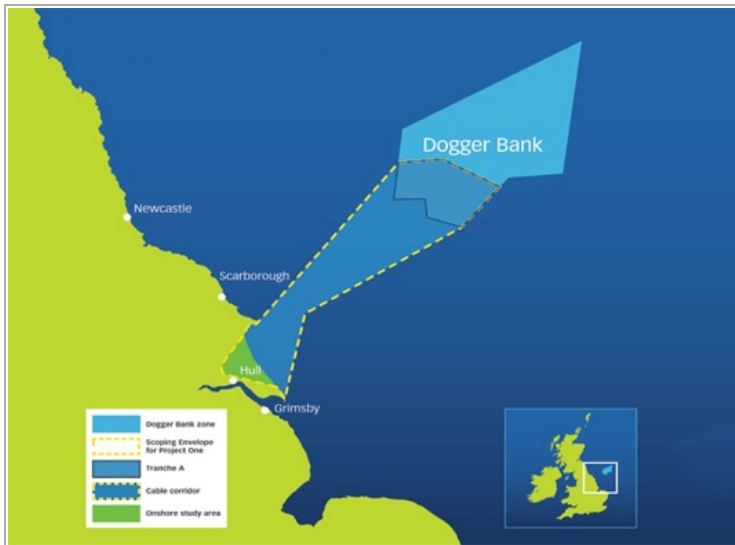 Dogger Bank
Newcastle
Scarborough
Hull
Grimsby
Dogger Bank zone
Scoping Envelope
for Project One
Tranche A
Cable corridor
Onshore study area